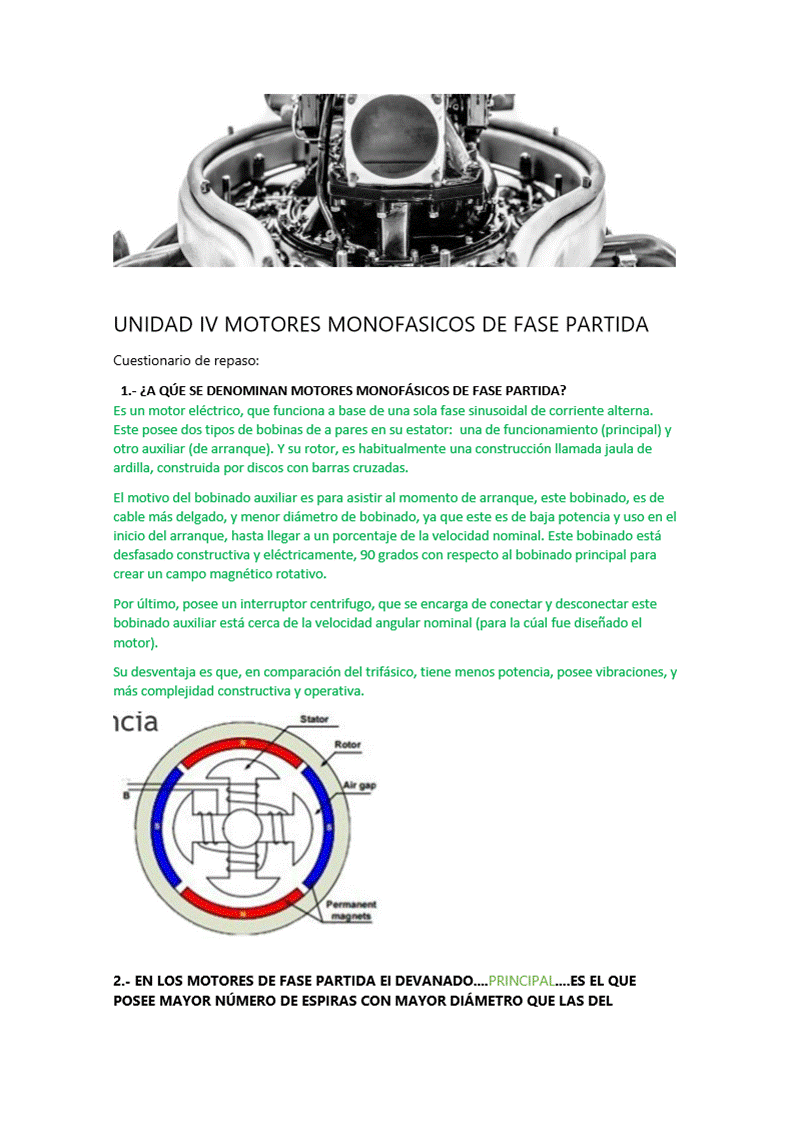 UNIDAD IV MOTORES MONOFASICOS DE FASE PARTIDA
Cuestionario de repaso:
1.- ¿A QÚE SE DENOMINAN MOTORES MONOFÁSICOS DE FASE PARTIDA?
Es un motor eléctrico, que funciona a base de una sola fase sinusoidal de corriente alterna.
Este posee dos tipos de bobinas de a pares en su estator:  una de funcionamiento (principal) y
otro auxiliar (de arranque). Y su rotor, es habitualmente una construcción llamada jaula de
ardilla, construida por discos con barras cruzadas.
El motivo del bobinado auxiliar es para asistir al momento de arranque, este bobinado, es de
cable más delgado, y menor diámetro de bobinado, ya que este es de baja potencia y uso en el
inicio del arranque, hasta llegar a un porcentaje de la velocidad nominal. Este bobinado está
desfasado constructiva y eléctricamente, 90 grados con respecto al bobinado principal para
crear un campo magnético rotativo.
Por último, posee un interruptor centrifugo, que se encarga de conectar y desconectar este
bobinado auxiliar está cerca de la velocidad angular nominal (para la cúal fue diseñado el
motor).
Su desventaja es que, en comparación del trifásico, tiene menos potencia, posee vibraciones, y
más complejidad constructiva y operativa.
ncia
Stator
Rotor
Air gap
B
N
S
S
N
Permanent
magnets
2.- EN LOS MOTORES DE FASE PARTIDA El DEVANADO....PRINCIPAL....ES EL QUE
POSEE MAYOR NÚMERO DE ESPIRAS CON MAYOR DIÁMETRO QUE LAS DEL